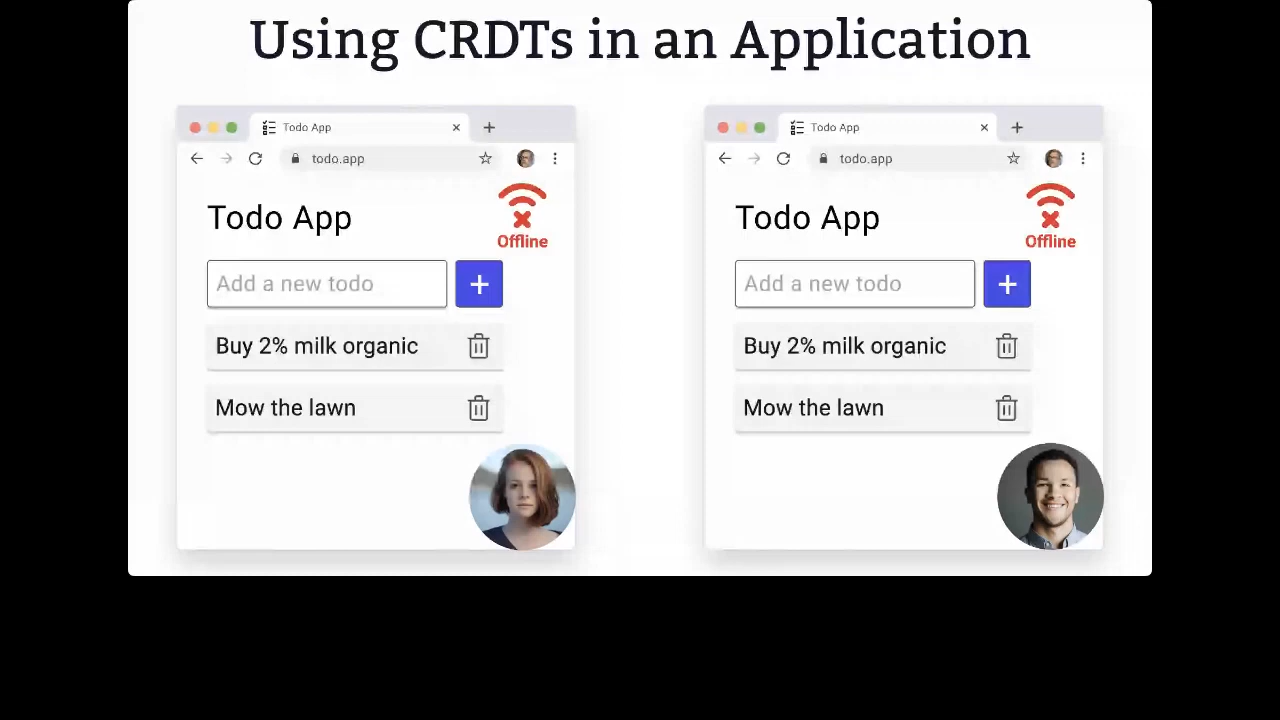 Using CRDTs in an Application
Todo App
todo.app
Todo App
Offline
Add a new todo
Buy 2% milk organic
Mow the lawn
Todo App
todo.app
Todo App
Offline
Add a new todo
Buy 2% milk organic
Mow the lawn